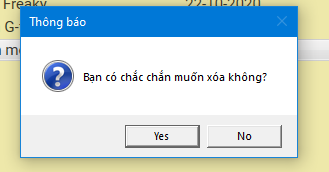 Freaky 22-10-2020
Thông báo
G-
m
Bạn có chắc chắn muốn xóa không?
Yes No